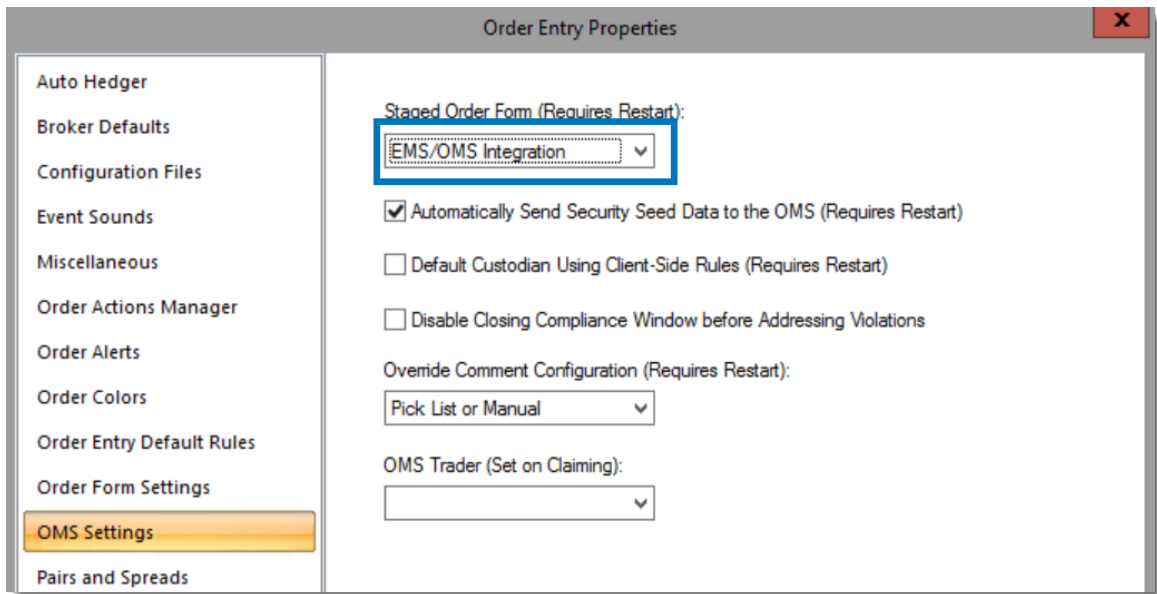 Order Entry Properties
x
Auto Hedger
Broker Defaults
Configuration Files
Event Sounds
Miscellaneous
Order Actions Manager
Order Alerts
Order Colors
Order Entry Default Rules
Order Form Settings
OMS Settings
Pairs and Spreads
Staged Order Form (Requires Restart):
EMS/OMS Integration
Automatically Send Security Seed Data to the OMS (Requires Restart)
Default Custodian Using Client-Side Rules (Requires Restart)
Disable Closing Compliance Window before Addressing Violations
Override Comment Configuration (Requires Restart):
Pick List or Manual
OMS Trader (Set on Claiming):